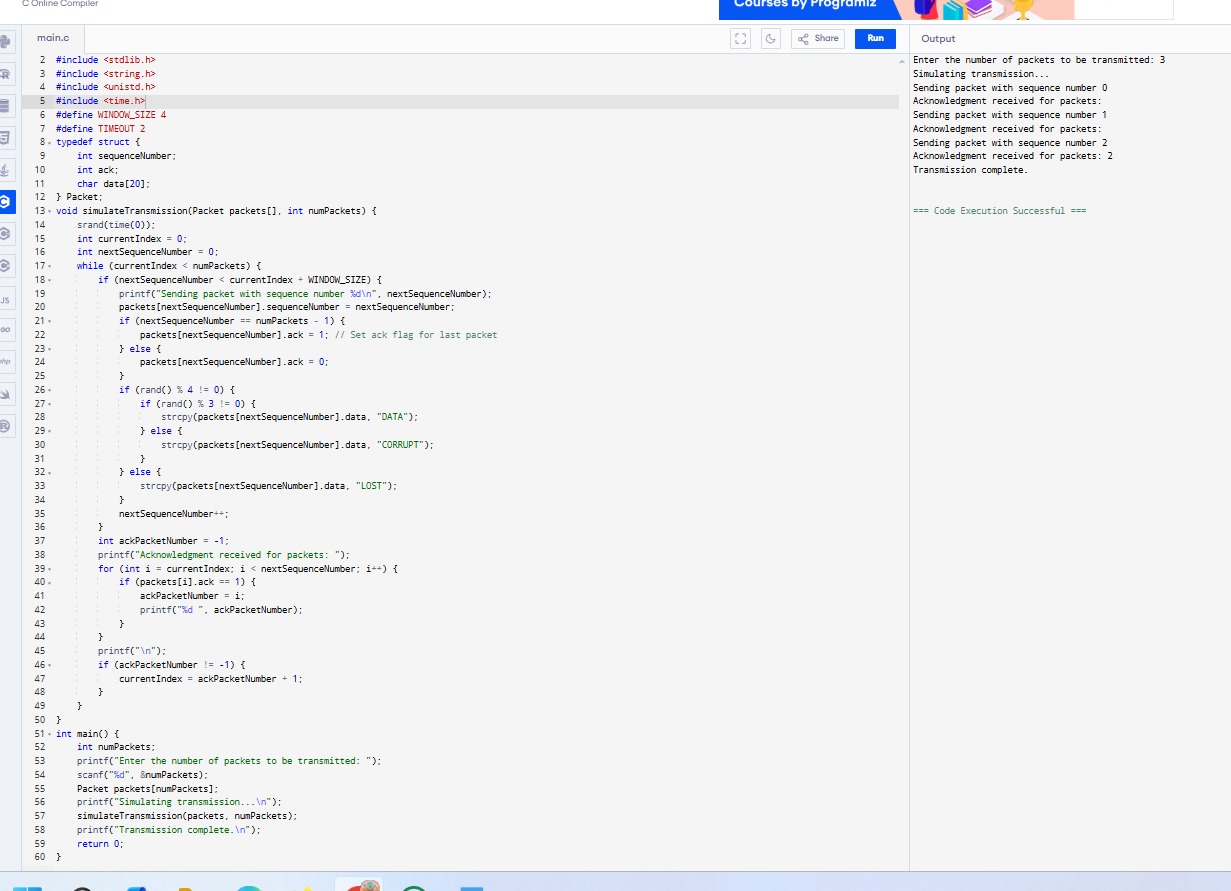 C Online Compiler
Courses by Programiz
main.c
Share
Run
Output
2 #include <stdlib.h>
3 #include <string.h>
4 #include <unistd.h>
5 #include <time.h>
6 #define WINDOW_SIZE 4
7 #define TIMEOUT 2
8 typedef struct {
9 int sequenceNumber;
10 int ack;
11 char data[20];
12 } Packet;
13 void simulateTransmission(Packet packets[], int numPackets) {
14 srand(time(0));
15 int currentIndex = 0;
16 int nextSequenceNumber = 0;
17 while (currentIndex < numPackets) {
18 if (nextSequenceNumber < currentIndex + WINDOW_SIZE) {
19 printf("Sending packet with sequence number %d\n", nextSequenceNumber);
20 packets[nextSequenceNumber].sequenceNumber = nextSequenceNumber;
21 if (nextSequenceNumber == numPackets - 1) {
22 packets[nextSequenceNumber].ack = 1; // Set ack flag for last packet
23 } else {
24 packets[nextSequenceNumber].ack = 0;
25 }
26 if (rand() % 4 != 0) {
27 if (rand() % 3 != 0) {
28 strcpy(packets[nextSequenceNumber].data, "DATA");
29 } else {
30 strcpy(packets[nextSequenceNumber].data, "CORRUPT");
31 }
32 } else {
33 strcpy(packets[nextSequenceNumber].data, "LOST");
34 }
35 nextSequenceNumber++;
36 }
37 int ackPacketNumber = -1;
38 printf("Acknowledgment received for packets: ");
39 for (int i = currentIndex; i < nextSequenceNumber; i++) {
40 if (packets[i].ack == 1) {
41 ackPacketNumber = i;
42 printf("%d ", ackPacketNumber);
43 }
44 }
45 printf("\n");
46 if (ackPacketNumber != -1) {
47 currentIndex = ackPacketNumber + 1;
48 }
49 }
50 }
51 int main() {
52 int numPackets;
53 printf("Enter the number of packets to be transmitted: ");
54 scanf("%d", &numPackets);
55 Packet packets[numPackets];
56 printf("Simulating transmission...\n");
57 simulateTransmission(packets, numPackets);
58 printf("Transmission complete.\n");
59 return 0;
60 }
Enter the number of packets to be transmitted: 3
Simulating transmission...
Sending packet with sequence number 0
Acknowledgment received for packets:
Sending packet with sequence number 1
Acknowledgment received for packets:
Sending packet with sequence number 2
Acknowledgment received for packets: 2
Transmission complete.
=== Code Execution Successful ===
JS
php